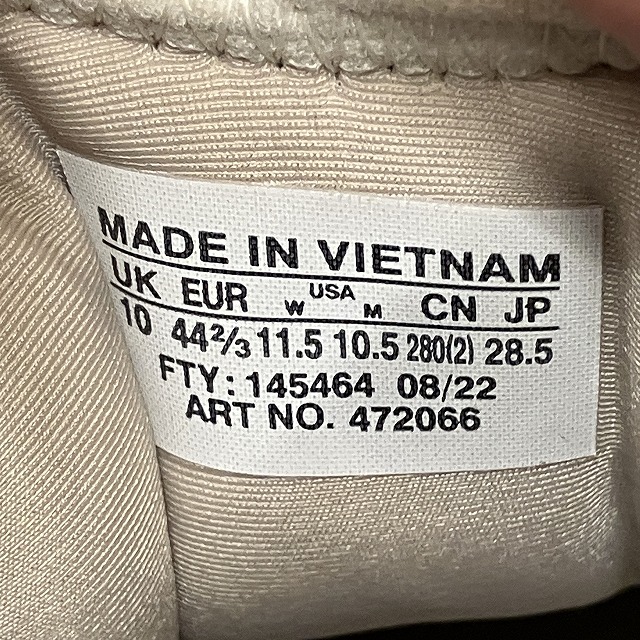 MADE IN VIETNAM
UK EUR W USA M CN JP
10 44⅔ 11.5 10.5 280(2) 28.5
FTY: 145464 08/22
ART NO. 472066